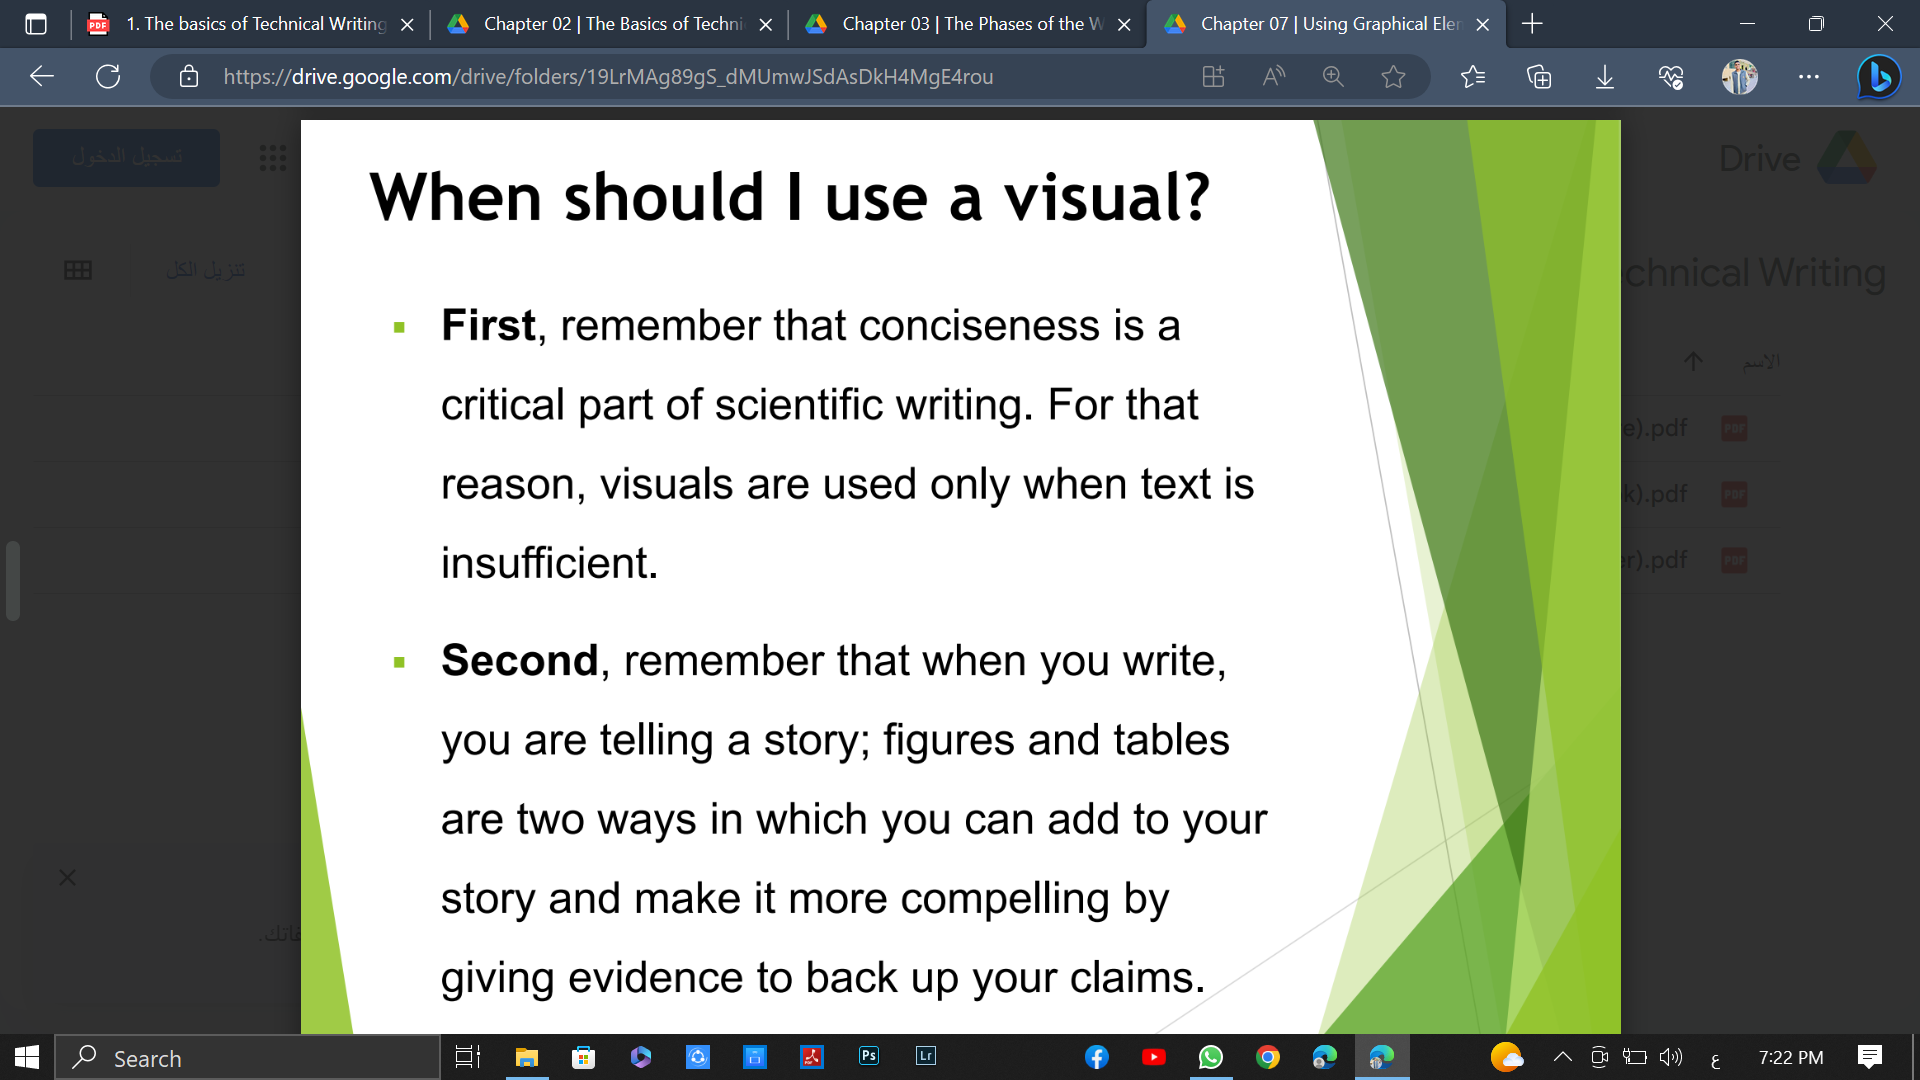 1. The basics of Technical Writing
Chapter 02 | The Basics of Techni
Chapter 03 | The Phases of the W
Chapter 07 | Using Graphical Eler
https://drive.google.com/drive/folders/19LrMAg89gS_dMUmwJSdAsDkH4MgE4rou
تسجيل الدخول
Drive
When should I use a visual?
تنزيل الكل
chnical Writing
First, remember that conciseness is a
critical part of scientific writing. For that
reason, visuals are used only when text is
insufficient.
الاسم
e).pdf
PDF
k).pdf
PDF
er).pdf
PDF
Second, remember that when you write,
you are telling a story; figures and tables
are two ways in which you can add to your
story and make it more compelling by
giving evidence to back up your claims.
Search
Ps
Lr
ع
7:22 PM